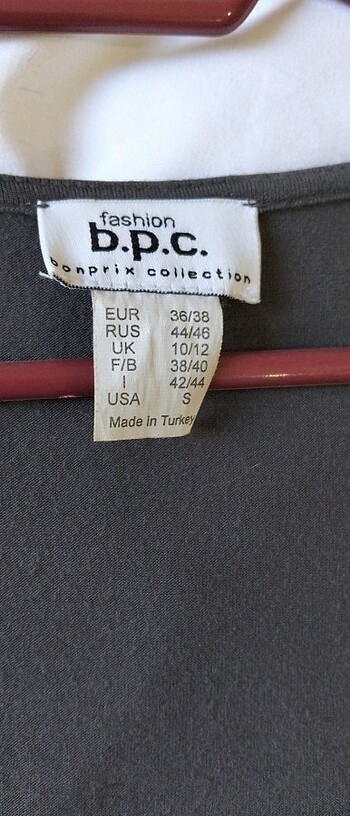 fashion
b.p.c.
bonprix collection
EUR 36/38
RUS 44/46
UK 10/12
F/B 38/40
I 42/44
USA S
Made in Turkey